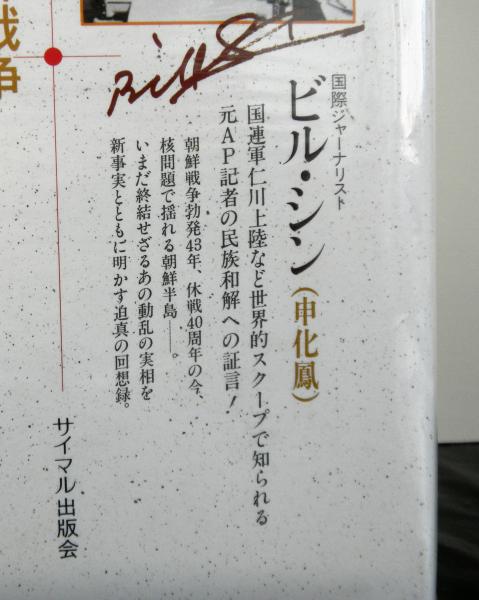 国際ジャーナリスト
ビル・シン（申化鳳）
国連軍仁川上陸など世界的スクープで知られる
元AP記者の民族和解への証言！
朝鮮戦争勃発43年、休戦40周年の今、
核問題で揺れる朝鮮半島――。
いまだ終結せざるあの動乱の実相を
新事実とともに明かす迫真の回想録。
サイマル出版会
戦争